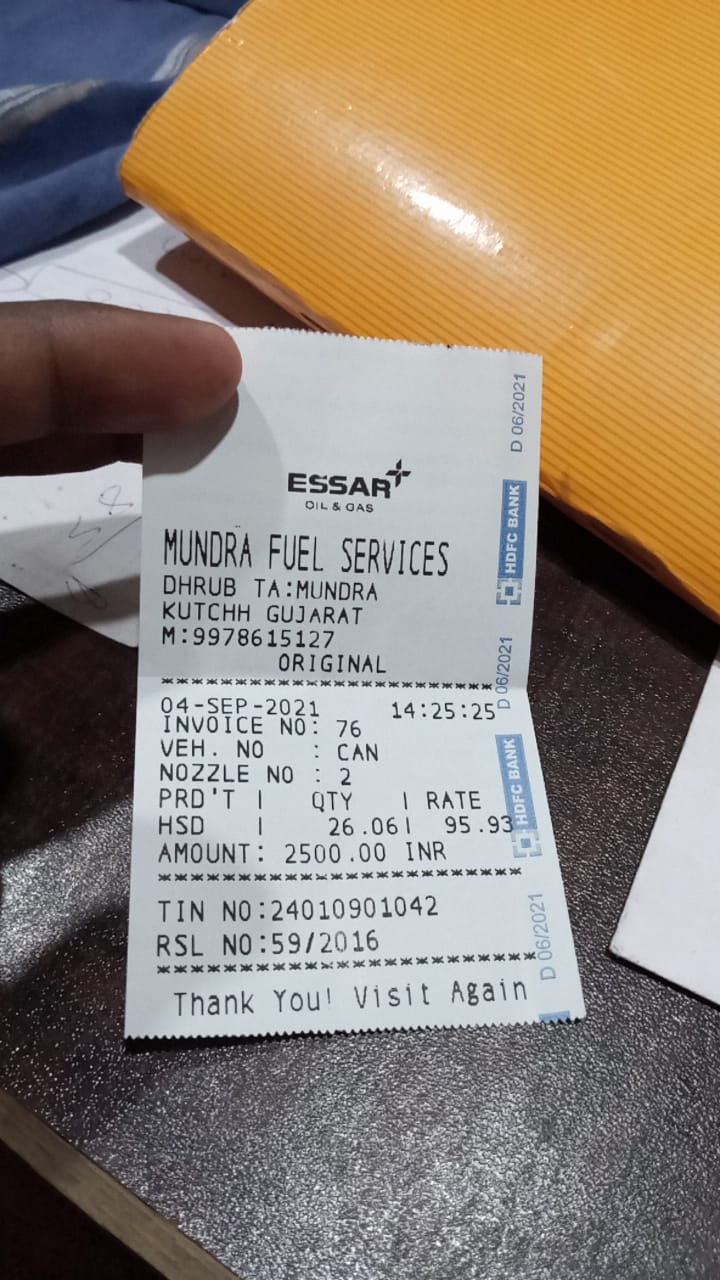 ESSAR
OIL & GAS
MUNDRA FUEL SERVICES
DHRUB TA:MUNDRA
KUTCHH GUJARAT
M:9978615127
ORIGINAL
************************************
04-SEP-2021 14:25:25
INVOICE NO: 76
VEH. NO : CAN
NOZZLE NO : 2
PRD'T | QTY | RATE
HSD | 26.06| 95.93
AMOUNT: 2500.00 INR
************************************
TIN NO:24010901042
RSL NO:59/2016
************************************
Thank You! Visit Again
D 06/2021
HDFC BANK
D 06/2021
HDFC BANK
D 06/2021